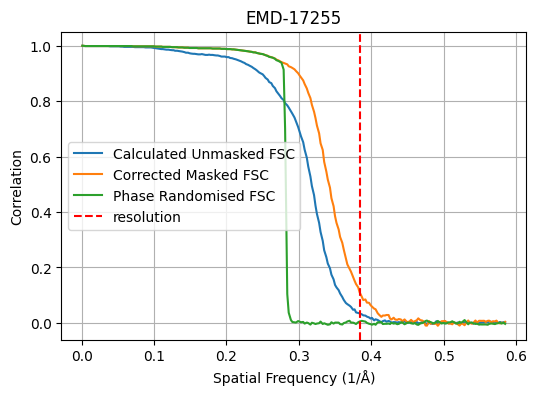 EMD-17255
Correlation
1.0
0.8
0.6
0.4
0.2
0.0
Calculated Unmasked FSC
Corrected Masked FSC
Phase Randomised FSC
resolution
0.0 0.1 0.2 0.3 0.4 0.5 0.6
Spatial Frequency (1/Å)